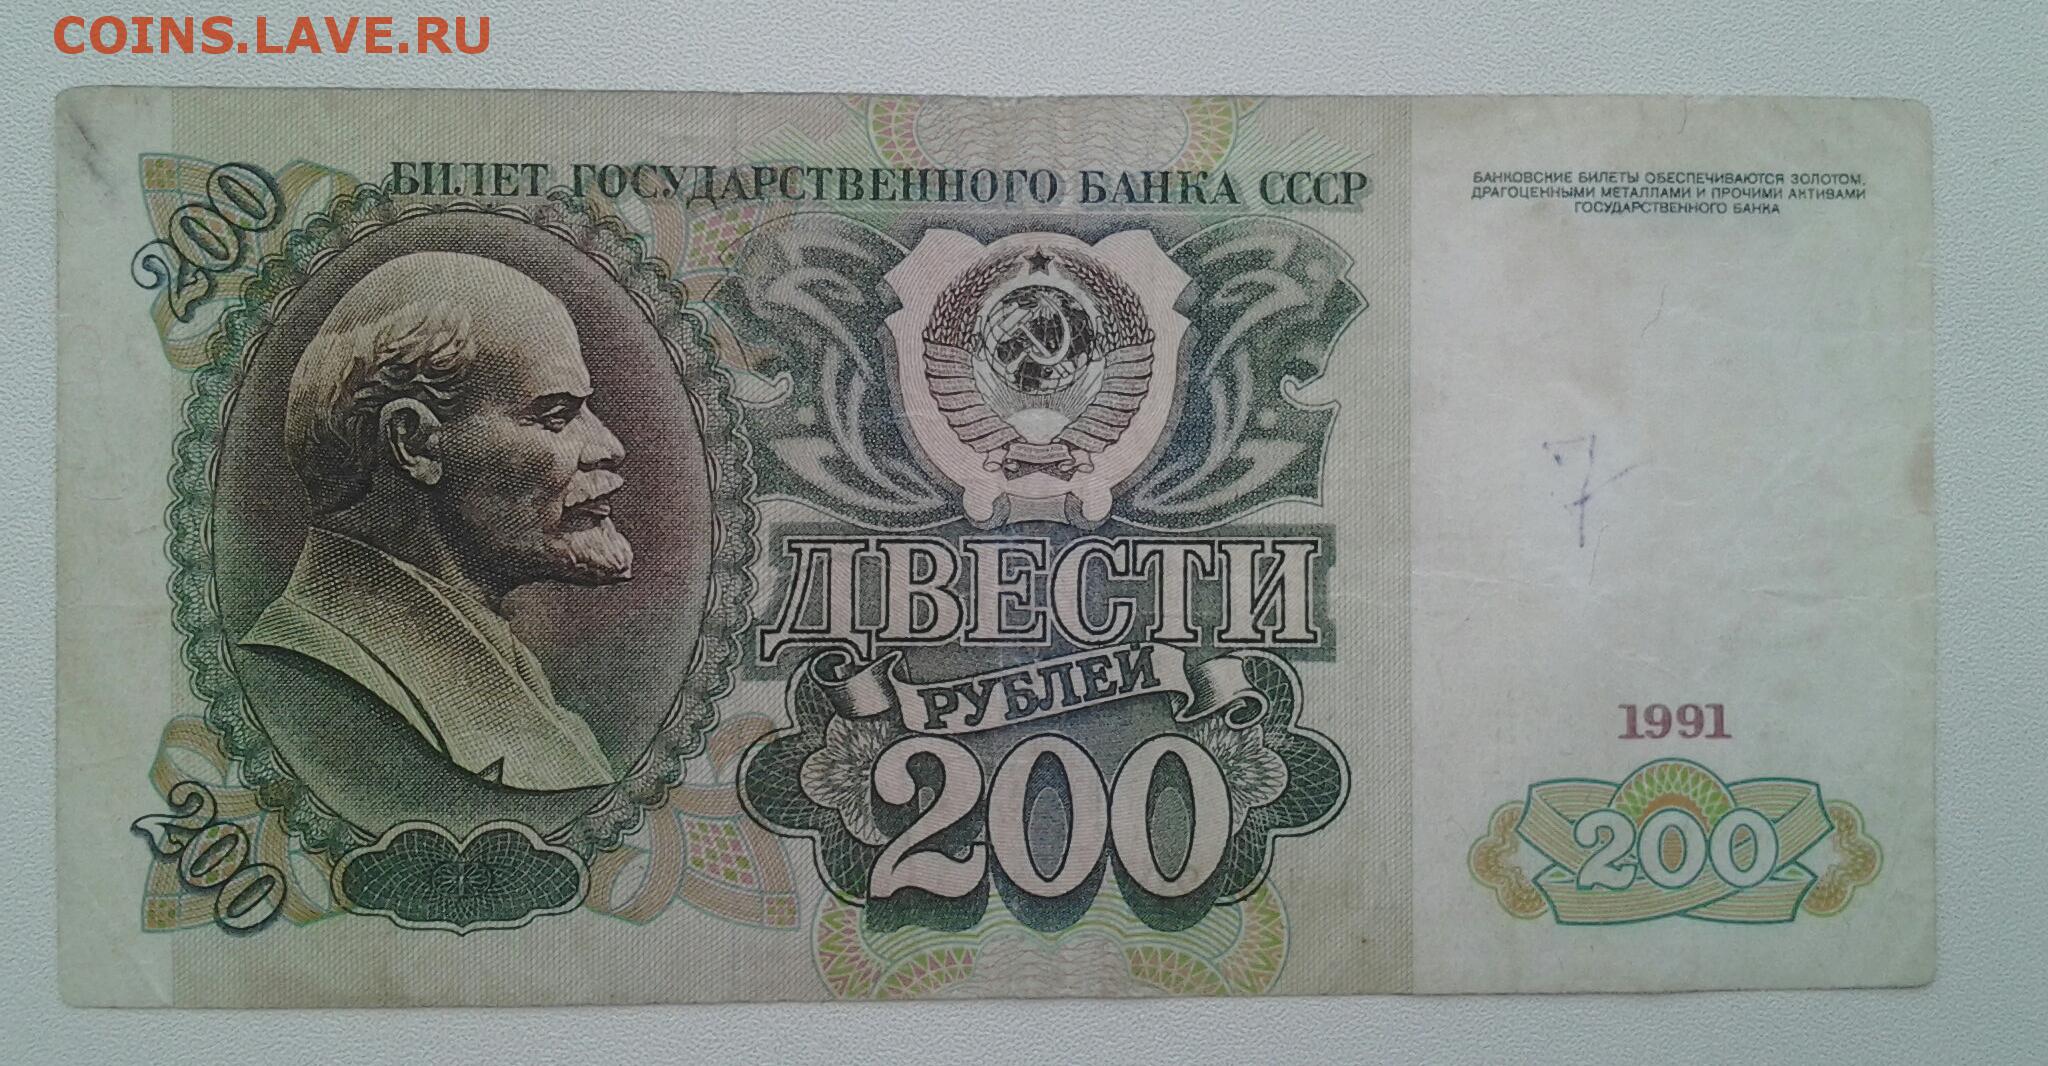 COINS.LAVE.RU
БИЛЕТ ГОСУДАРСТВЕННОГО БАНКА СССР
БАНКОВСКИЕ БИЛЕТЫ ОБЕСПЕЧИВАЮТСЯ ЗОЛОТОМ,
ДРАГОЦЕННЫМИ МЕТАЛЛАМИ И ПРОЧИМИ АКТИВАМИ
ГОСУДАРСТВЕННОГО БАНКА
200
7
ДВЕСТИ
РУБЛЕЙ
200
1991
200
200